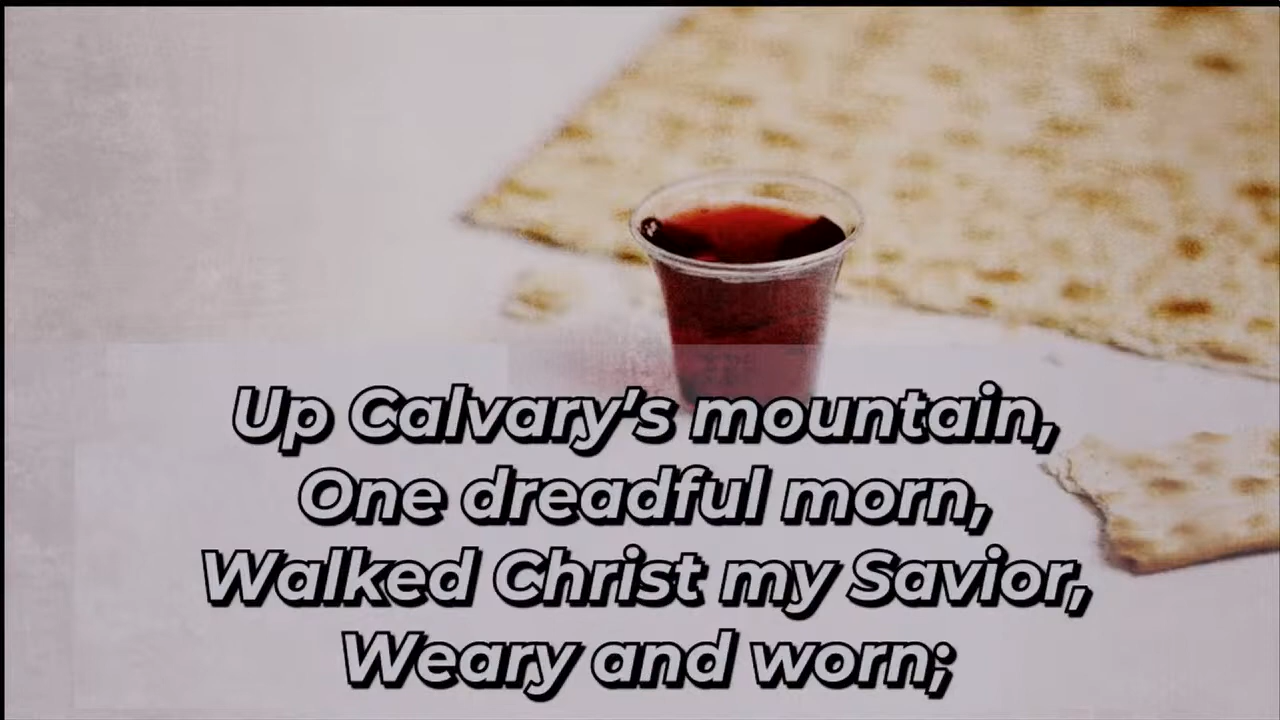 Up Calvary's mountain,
One dreadful morn,
Walked Christ my Savior,
Weary and worn;